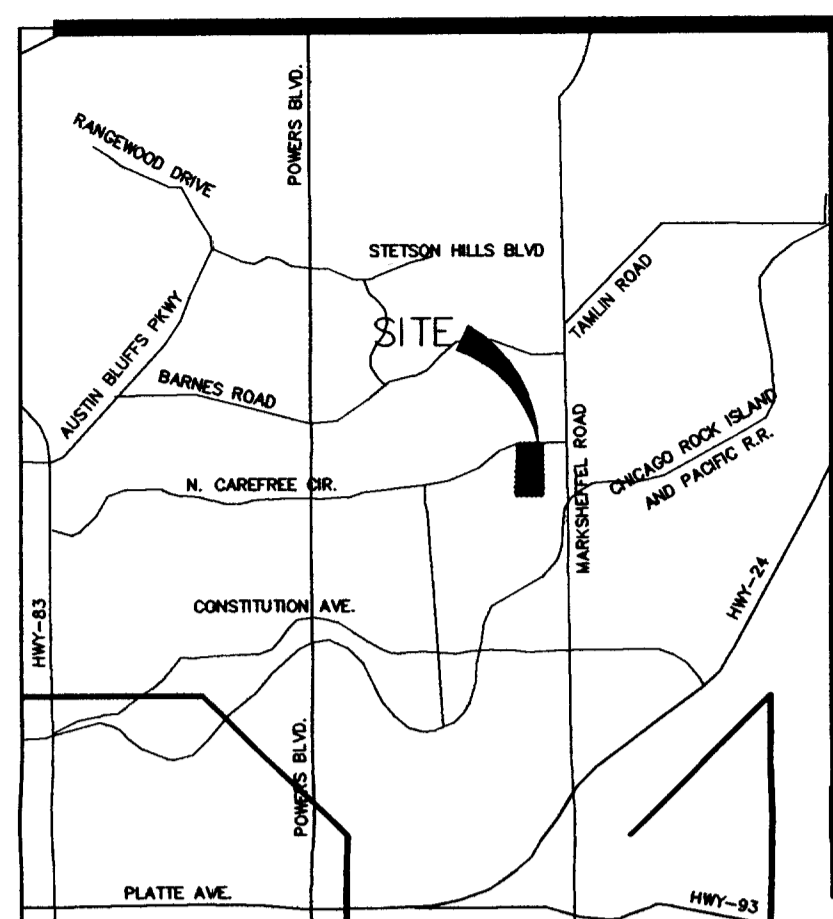 POWERS BLVD.
RANGEWOOD DRIVE
STETSON HILLS BLVD
TAMLIN ROAD
SITE
AUSTIN BLUFFS PKWY
BARNES ROAD
MARKSHEFFEL ROAD
CHICAGO ROCK ISLAND
AND PACIFIC R.R.
N. CAREFREE CIR.
HWY-24
CONSTITUTION AVE.
HWY-83
POWERS BLVD.
PLATTE AVE.
HWY-93